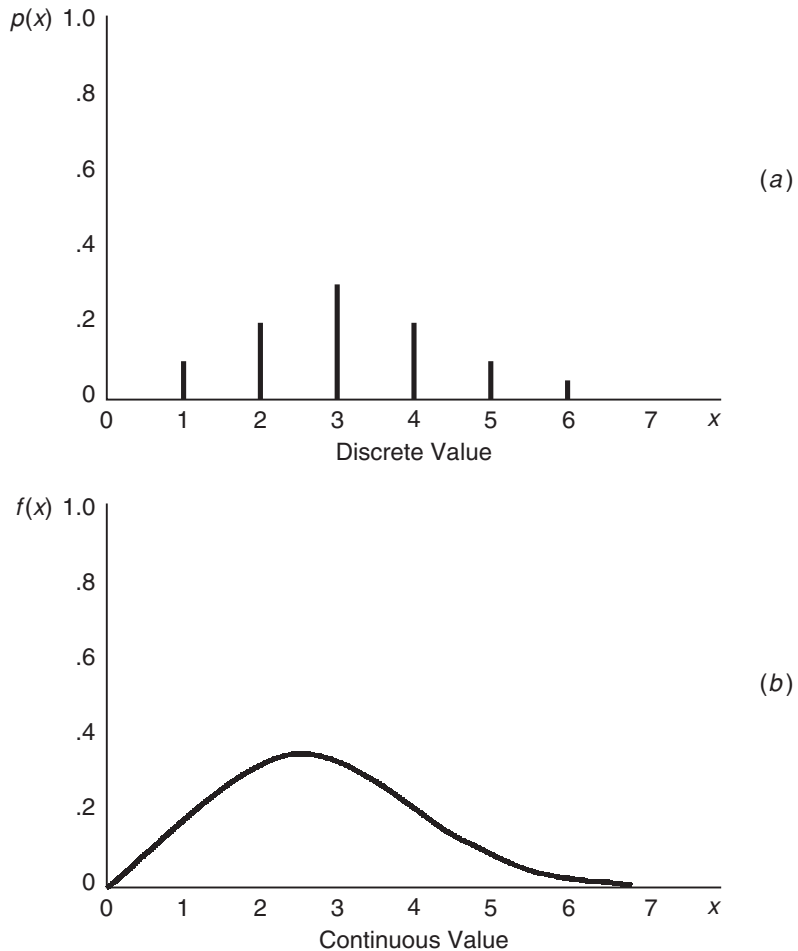 p(x) 1.0
.8
.6
(a)
.4
.2
0
0 1 2 3 4 5 6 7 x
Discrete Value
f(x) 1.0
.8
.6
(b)
.4
.2
0
0 1 2 3 4 5 6 7 x
Continuous Value